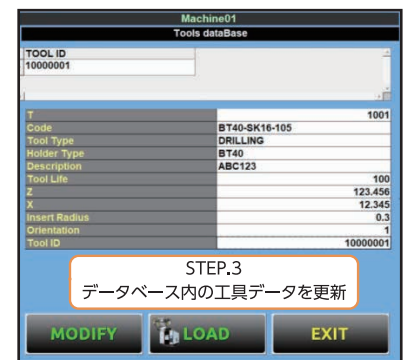 Machine01
Tools dataBase
TOOL ID
10000001
T 1001
Code BT40-SK16-105
Tool Type DRILLING
Holder Type BT40
Description ABC123
Tool Life 100
Z 123.456
X 12.345
Insert Radius 0.3
Orientation 1
Tool ID 10000001
STEP.3
データベース内の工具データを更新
MODIFY LOAD EXIT